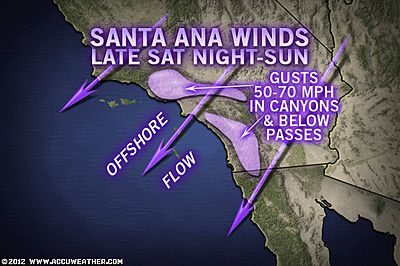 SANTA ANA WINDS
LATE SAT NIGHT-SUN
GUSTS
50-70 MPH
IN CANYONS
& BELOW
PASSES
OFFSHORE
FLOW
©2012 WWW.ACCUWEATHER.COM